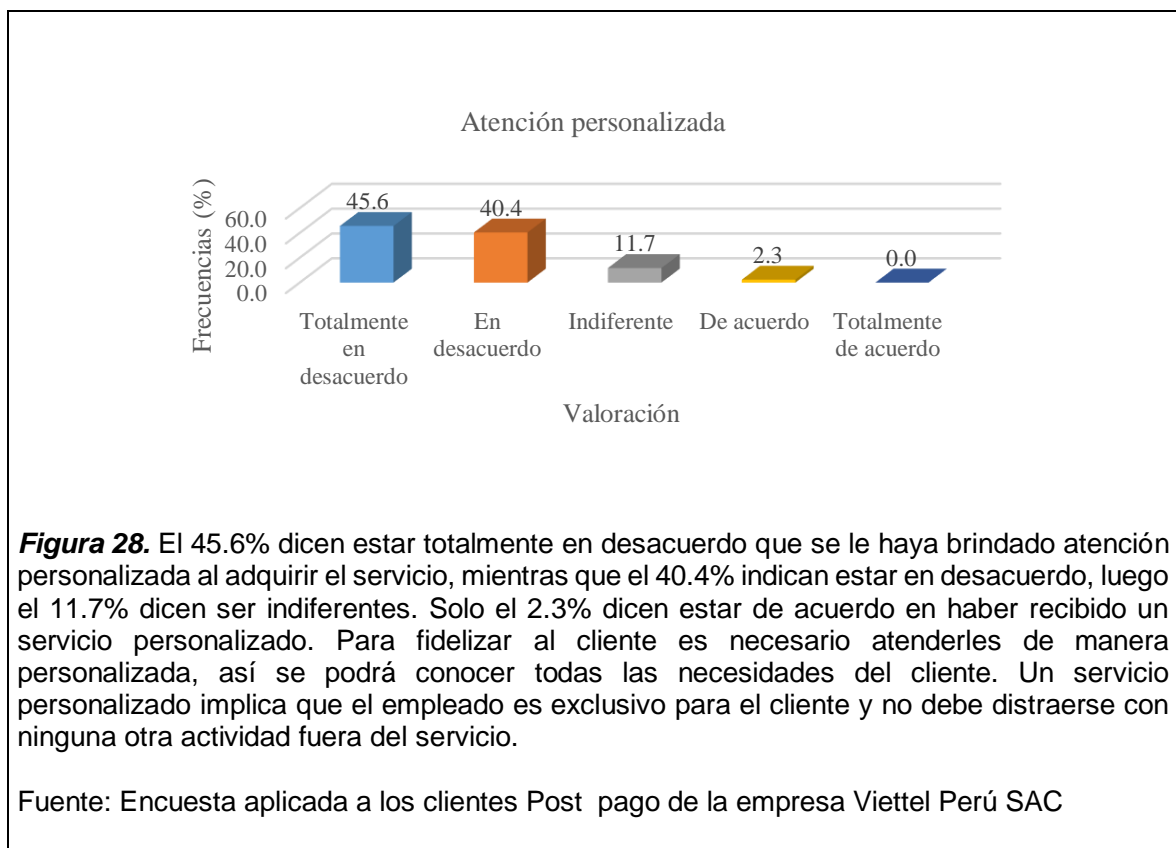 Atención personalizada
Frecuencias (%)
60.0
40.0
20.0
0.0
45.6
40.4
11.7
2.3
0.0
Totalmente
en
desacuerdo
En
desacuerdo
Indiferente
De acuerdo
Totalmente
de acuerdo
Valoración
Figura 28. El 45.6% dicen estar totalmente en desacuerdo que se le haya brindado atención
personalizada al adquirir el servicio, mientras que el 40.4% indican estar en desacuerdo, luego
el 11.7% dicen ser indiferentes. Solo el 2.3% dicen estar de acuerdo en haber recibido un
servicio personalizado. Para fidelizar al cliente es necesario atenderles de manera
personalizada, así se podrá conocer todas las necesidades del cliente. Un servicio
personalizado implica que el empleado es exclusivo para el cliente y no debe distraerse con
ninguna otra actividad fuera del servicio.
Fuente: Encuesta aplicada a los clientes Post  pago de la empresa Viettel Perú SAC